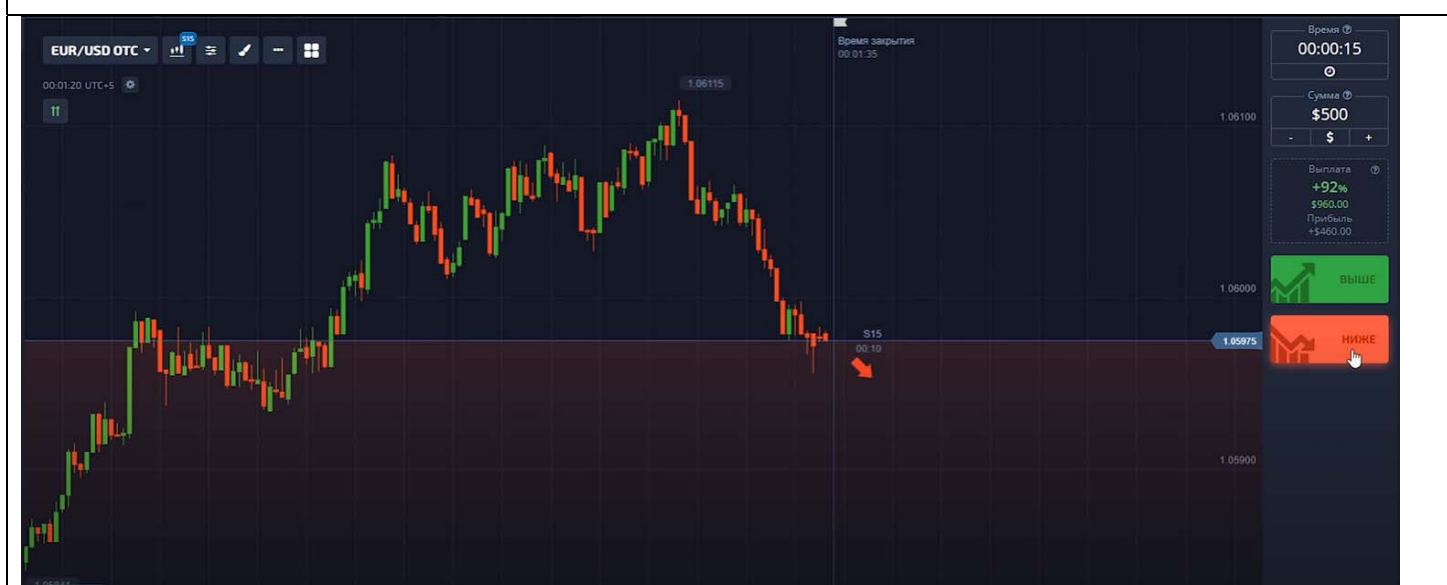 EUR/USD OTC
S15
00:01:20 UTC+5
1.06115
Время закрытия
00:01:35
1.06100
1.06000
S15
00:10
1.05975
1.05900
Время
00:00:15
Сумма
$500
- $ +
Выплата
+92%
$960.00
Прибыль
+$460.00
ВЫШЕ
НИЖЕ